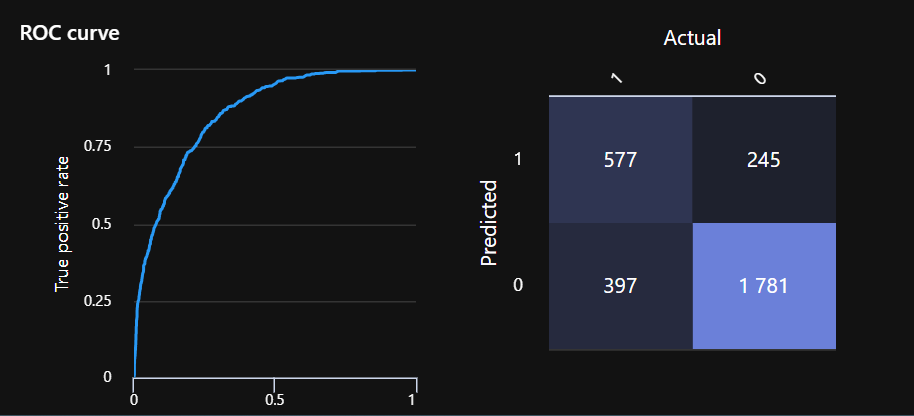 ROC curve
True positive rate
1
0.75
0.5
0.25
0
0 0.5 1
Actual
1 0
Predicted
1 577 245
0 397 1 781